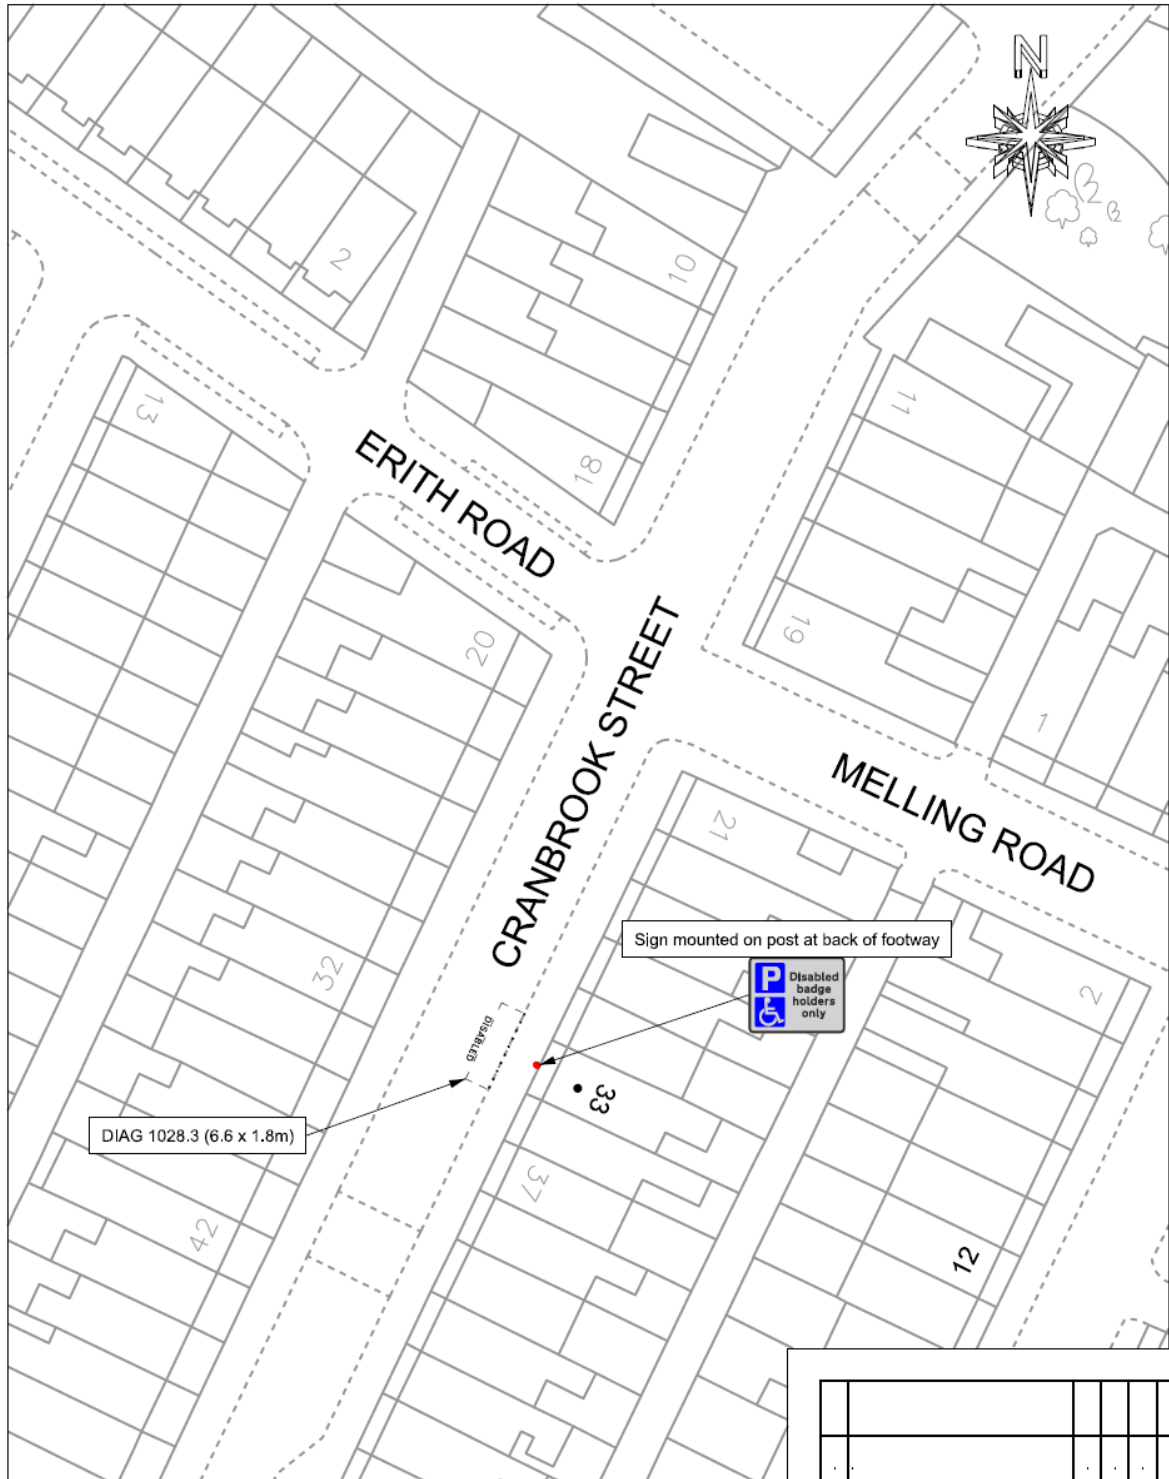 N
2
10
13
11
ERITH ROAD
18
20
19
CRANBROOK STREET
1
MELLING ROAD
21
Sign mounted on post at back of footway
P Disabled
badge
holders
only
32
2
DISABLED
33
DIAG 1028.3 (6.6 x 1.8m)
37
42
12